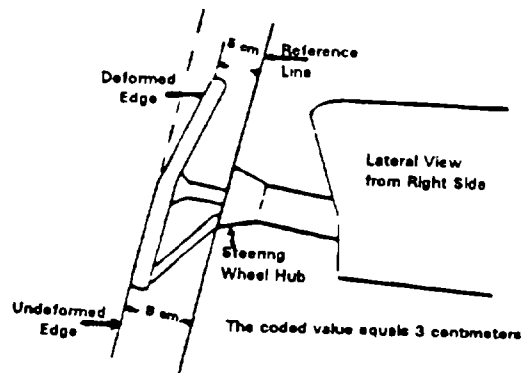 5 cm
Reference
Line
Deformed
Edge
Lateral View
from Right Side
Steering
Wheel Hub
8 cm
Undeformed
Edge
The coded value equals 3 centimeters